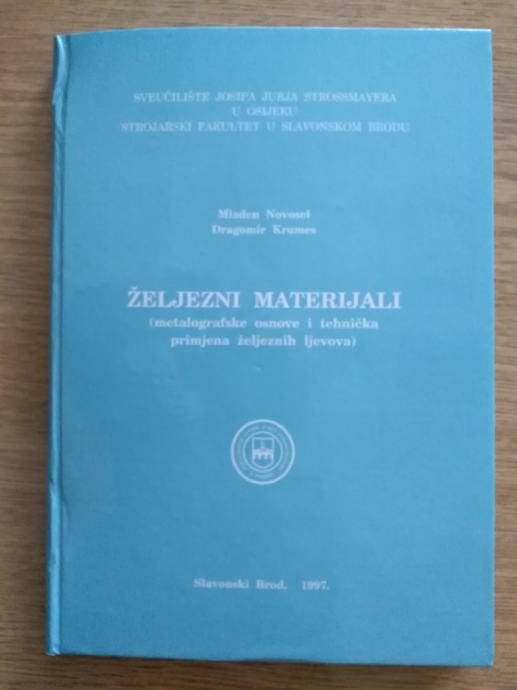 SVEUČILIŠTE JOSIPA JURJA STROSSMAYERA
U OSIJEKU
STROJARSKI FAKULTET U SLAVONSKOM BRODU
Mladen Novosel
Dragomir Krumes
ŽELJEZNI MATERIJALI
(metalografske osnove i tehnička
primjena željeznih ljevova)
Slavonski Brod, 1997.